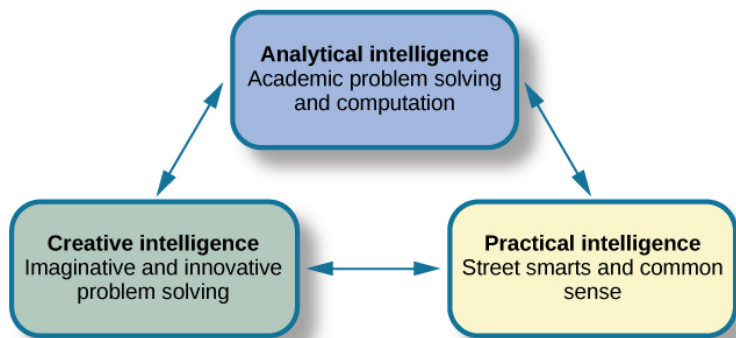 Analytical intelligence
Academic problem solving
and computation
Creative intelligence
Imaginative and innovative
problem solving
Practical intelligence
Street smarts and common
sense